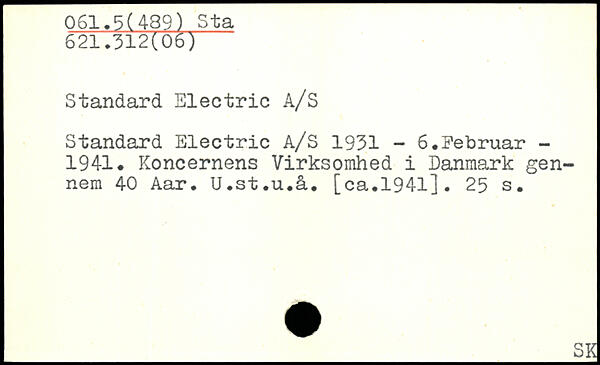 061.5(489) Sta
621.312(06)
Standard Electric A/S
Standard Electric A/S 1931 - 6.Februar -
1941. Koncernens Virksomhed i Danmark gen-
nem 40 Aar. U.st.u.å. [ca.1941]. 25 s.
SK